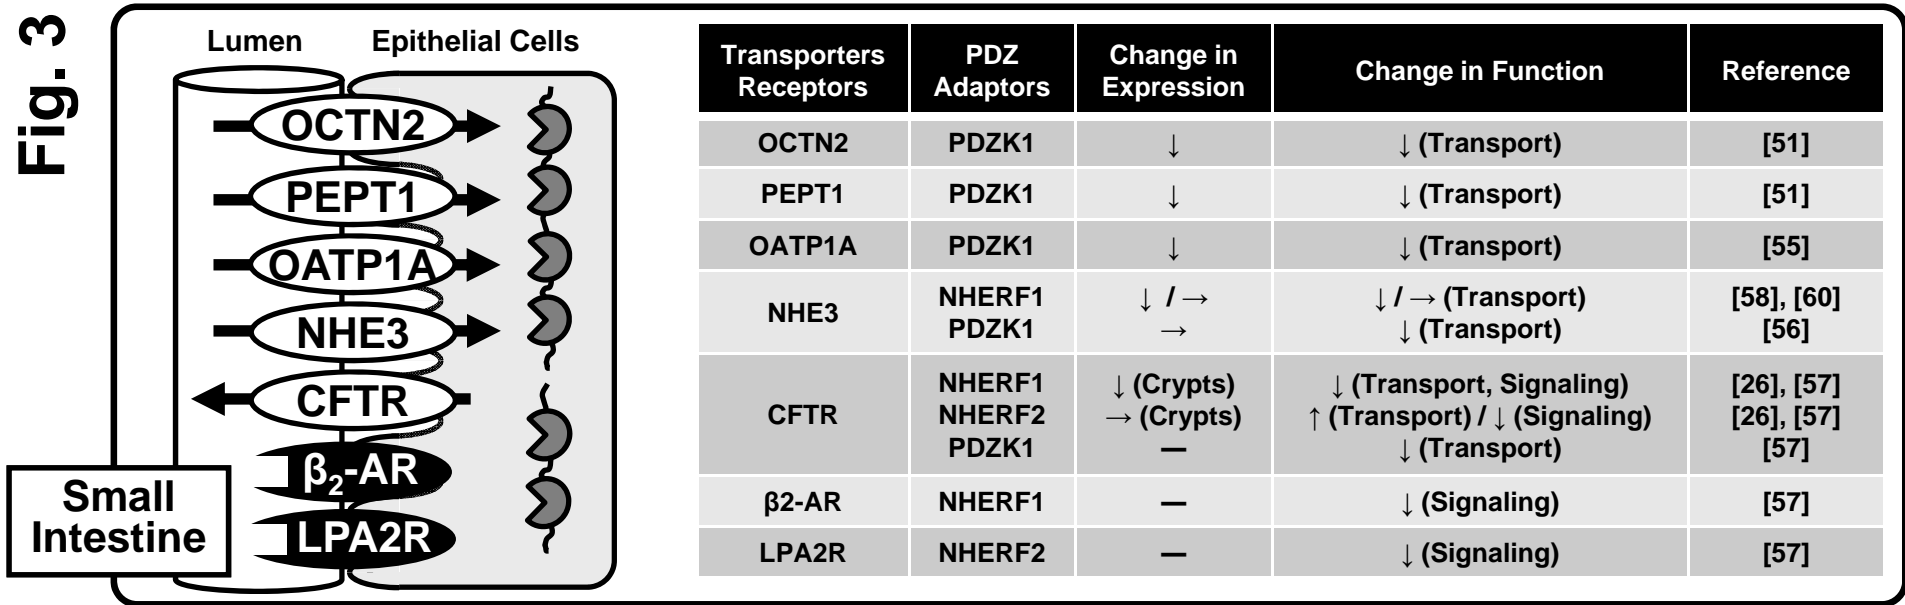 Fig. 3
Lumen
Epithelial Cells
OCTN2
PEPT1
OATP1A
NHE3
CFTR
β2-AR
LPA2R
Small
Intestine
Transporters Receptors | PDZ Adaptors | Change in Expression | Change in Function | Reference
OCTN2 | PDZK1 | ↓ | ↓ (Transport) | [51]
PEPT1 | PDZK1 | ↓ | ↓ (Transport) | [51]
OATP1A | PDZK1 | ↓ | ↓ (Transport) | [55]
NHE3 | NHERF1 | ↓ / → | ↓ / → (Transport) | [58], [60]
PDZK1 | → | ↓ (Transport) | [56]
CFTR | NHERF1 | ↓ (Crypts) | ↓ (Transport, Signaling) | [26], [57]
NHERF2 | → (Crypts) | ↑ (Transport) / ↓ (Signaling) | [26], [57]
PDZK1 | — | ↓ (Transport) | [57]
β2-AR | NHERF1 | — | ↓ (Signaling) | [57]
LPA2R | NHERF2 | — | ↓ (Signaling) | [57]